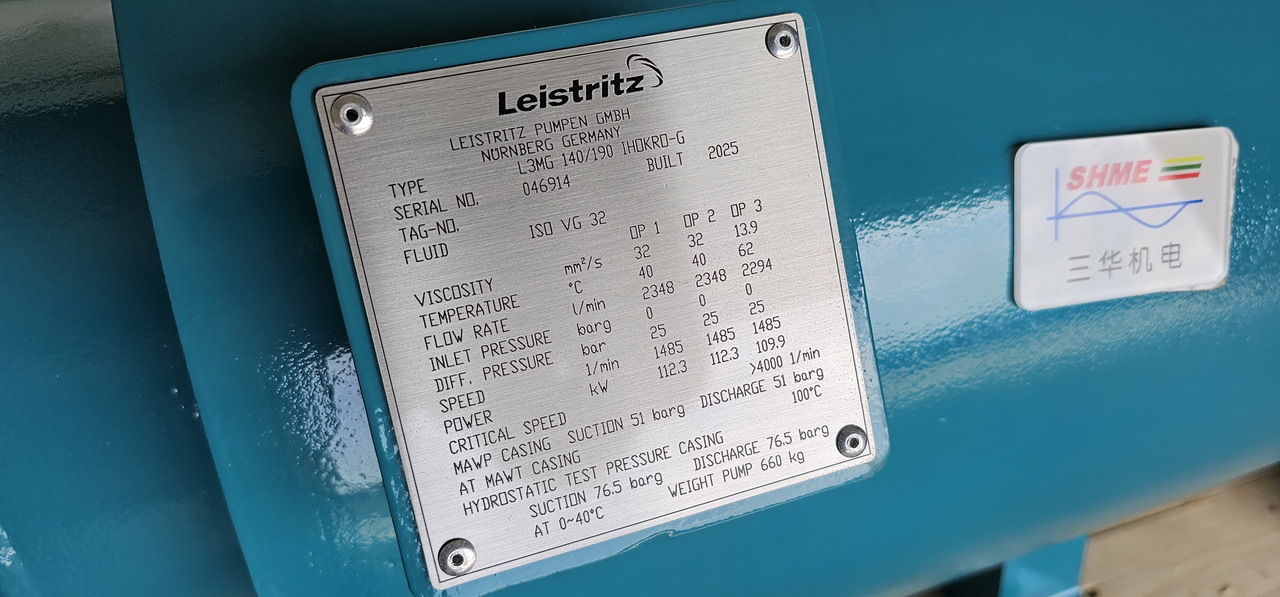 Leistritz
LEISTRITZ PUMPEN GMBH
NÜRNBERG GERMANY
TYPE L3MG 140/190 IHOKRO-G
SERIAL NO. 046914 BUILT 2025
TAG-NO.
FLUID ISO VG 32
OP 1 OP 2 OP 3
VISCOSITY mm²/s 32 32 13.9
TEMPERATURE °C 40 40 62
FLOW RATE l/min 2348 2348 2294
INLET PRESSURE barg 0 0 0
DIFF. PRESSURE bar 25 25 25
SPEED 1/min 1485 1485 1485
POWER kW 112.3 112.3 109.9
CRITICAL SPEED >4000 1/min
MAWP CASING SUCTION 51 barg DISCHARGE 51 barg
AT MAWT CASING 100°C
HYDROSTATIC TEST PRESSURE CASING
SUCTION 76.5 barg DISCHARGE 76.5 barg
AT 0~40°C WEIGHT PUMP 660 kg
SHME
三华机电